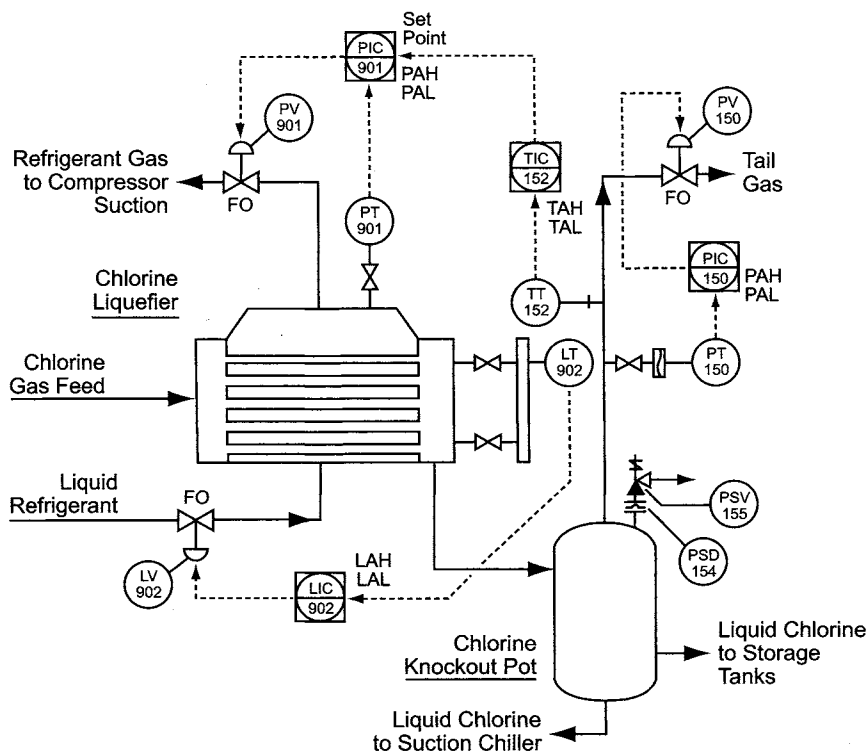 Set
Point
PIC
901
PAH
PAL
PV
901
PV
150
Refrigerant Gas
to Compressor
Suction
FO
TIC
152
Tail
Gas
FO
PT
901
TAH
TAL
PIC
150
PAH
PAL
Chlorine
Liquefier
TT
152
Chlorine
Gas Feed
LT
902
PT
150
Liquid
Refrigerant
FO
PSV
155
PSD
154
LV
902
LAH
LAL
LIC
902
Chlorine
Knockout Pot
Liquid Chlorine
to Storage
Tanks
Liquid Chlorine
to Suction Chiller